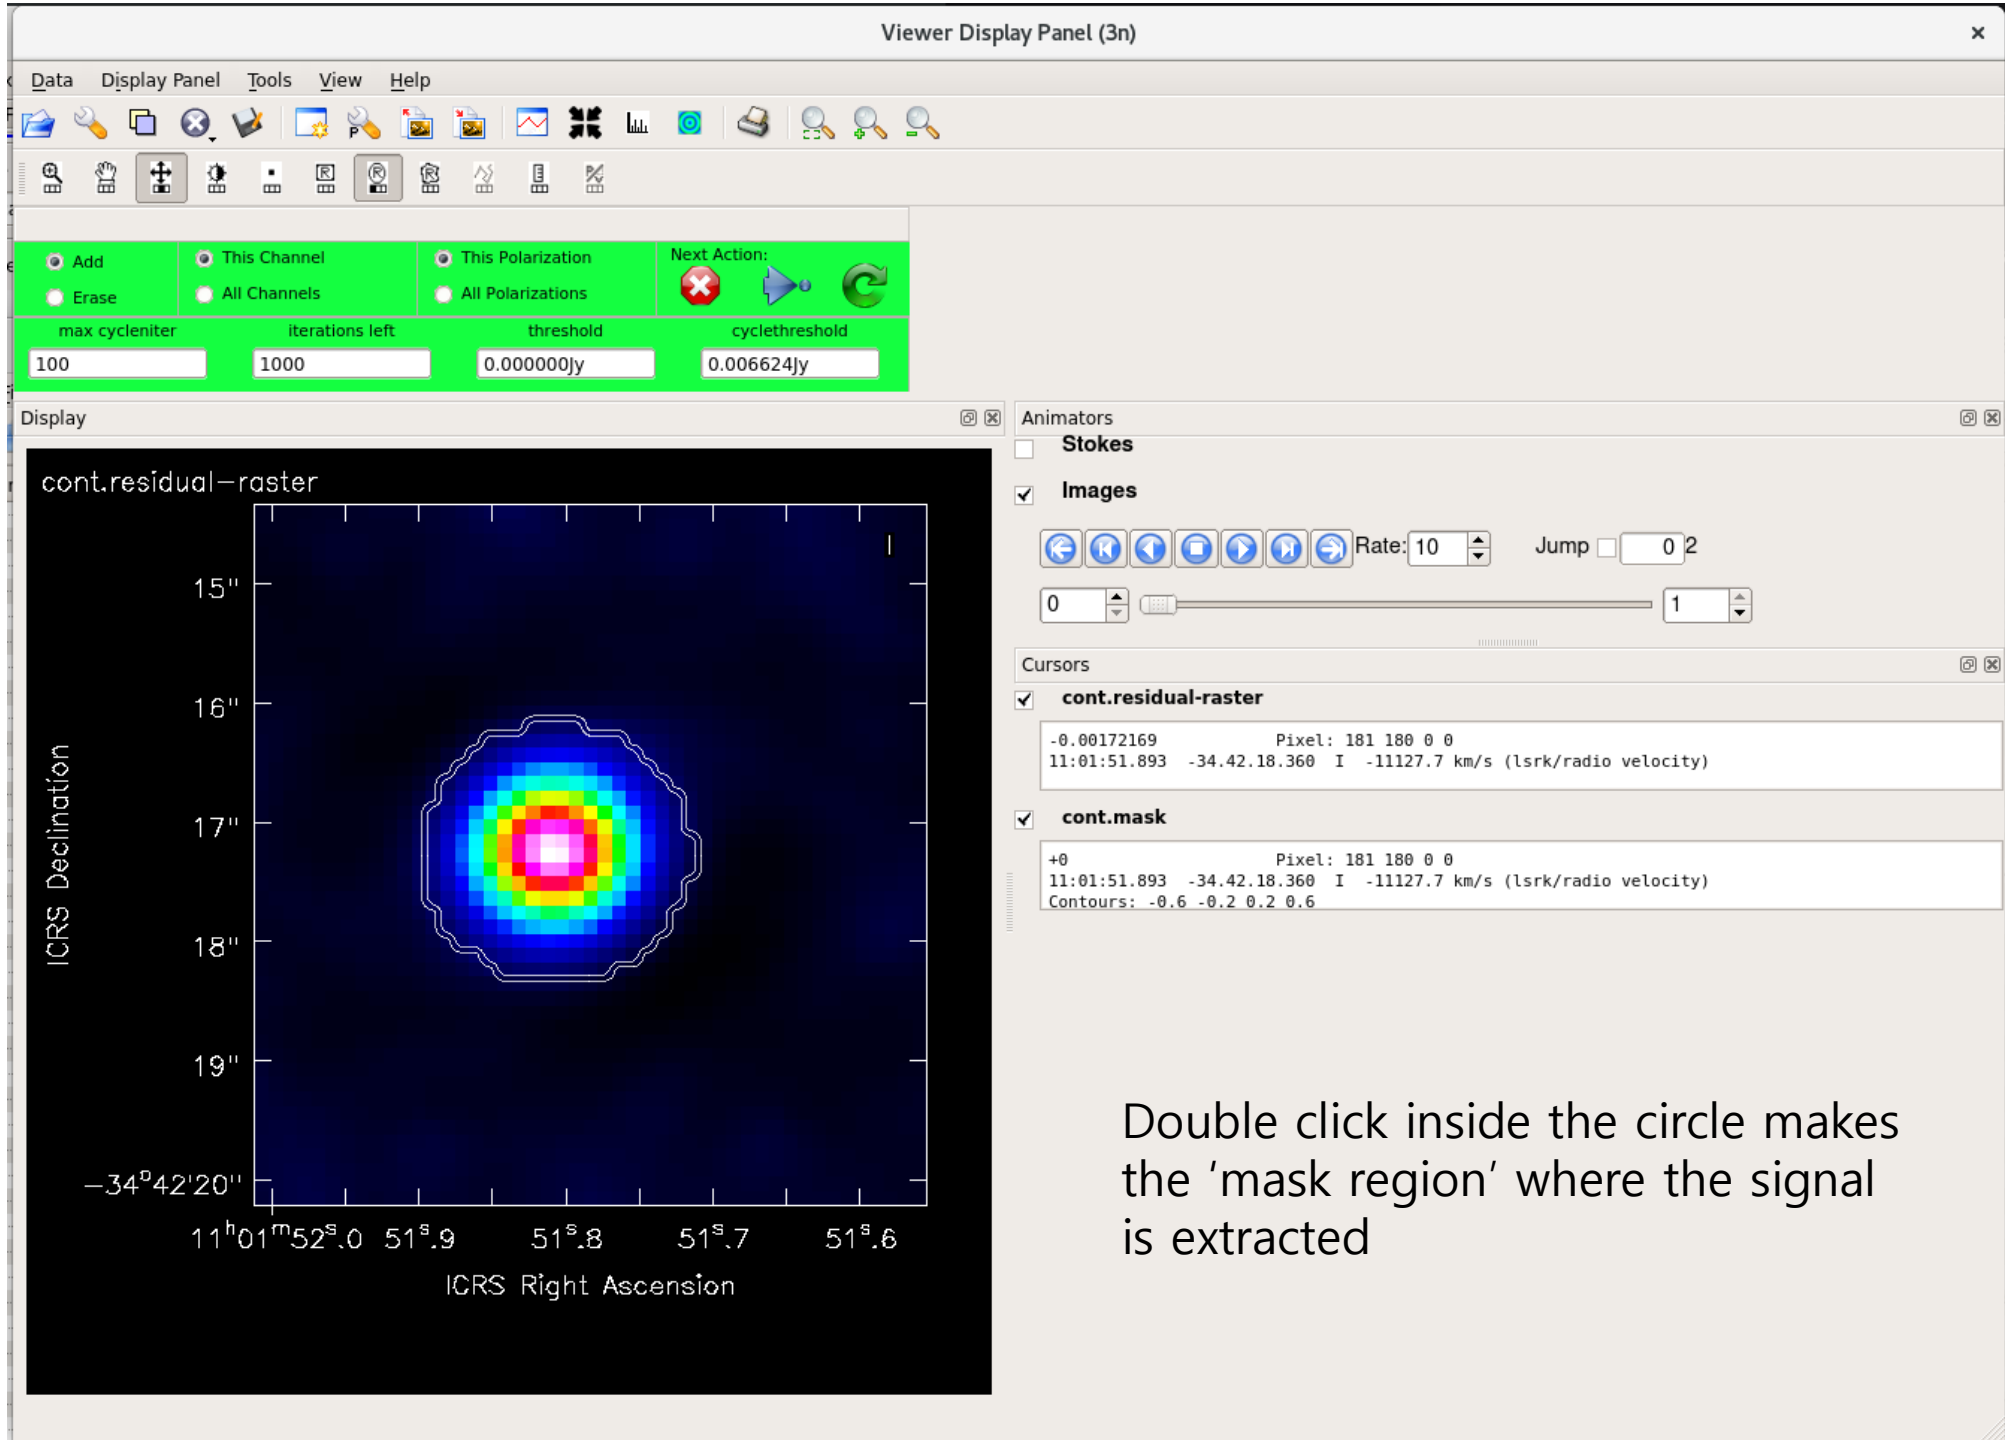 Viewer Display Panel (3n)
Data Display Panel Tools View Help
Add This Channel This Polarization Next Action:
Erase All Channels All Polarizations
max cycleniter iterations left threshold cyclethreshold
100 1000 0.000000Jy 0.006624Jy
Display
cont.residual-raster
15"
16"
17"
18"
19"
-34°42'20"
ICRS Declination
11h01m52s.0 51s.9 51s.8 51s.7 51s.6
ICRS Right Ascension
I
Animators
Stokes
Images
Rate: 10 Jump 0 2
0 1
Cursors
cont.residual-raster
-0.00172169 Pixel: 181 180 0 0
11:01:51.893 -34.42.18.360 I -11127.7 km/s (lsrk/radio velocity)
cont.mask
+0 Pixel: 181 180 0 0
11:01:51.893 -34.42.18.360 I -11127.7 km/s (lsrk/radio velocity)
Contours: -0.6 -0.2 0.2 0.6
Double click inside the circle makes
the ‘mask region’ where the signal
is extracted